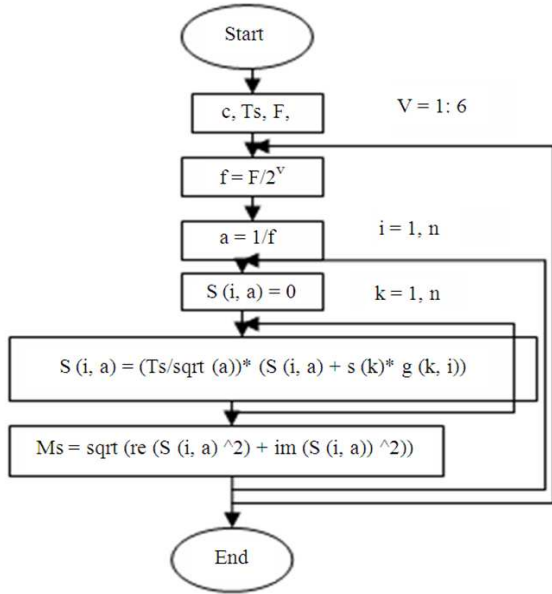 Start
c, Ts, F,
V = 1: 6
f = F/2^v
a = 1/f
i = 1, n
S (i, a) = 0
k = 1, n
S (i, a) = (Ts/sqrt (a))* (S (i, a) + s (k)* g (k, i))
Ms = sqrt (re (S (i, a) ^2) + im (S (i, a)) ^2))
End